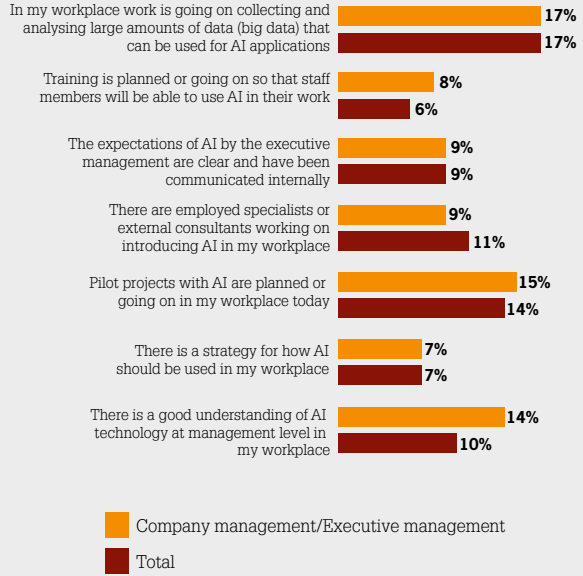 In my workplace work is going on collecting and
analysing large amounts of data (big data) that
can be used for AI applications
17%
17%
Training is planned or going on so that staff
members will be able to use AI in their work
8%
6%
The expectations of AI by the executive
management are clear and have been
communicated internally
9%
9%
There are employed specialists or
external consultants working on
introducing AI in my workplace
9%
11%
Pilot projects with AI are planned or
going on in my workplace today
15%
14%
There is a strategy for how AI
should be used in my workplace
7%
7%
There is a good understanding of AI
technology at management level in
my workplace
14%
10%
Company management/Executive management
Total